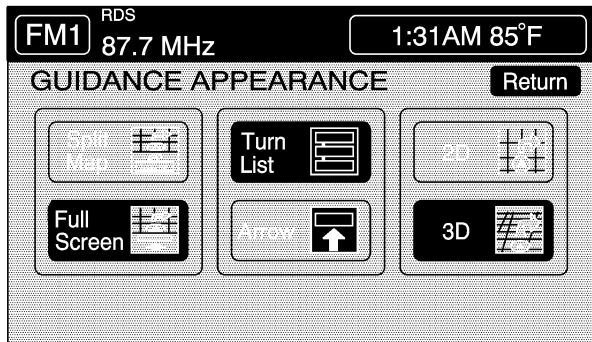 FM1 RDS
87.7 MHz
1:31AM 85°F
GUIDANCE APPEARANCE
Return
Split
Map
Turn
List
2D
Full
Screen
Arrow
3D